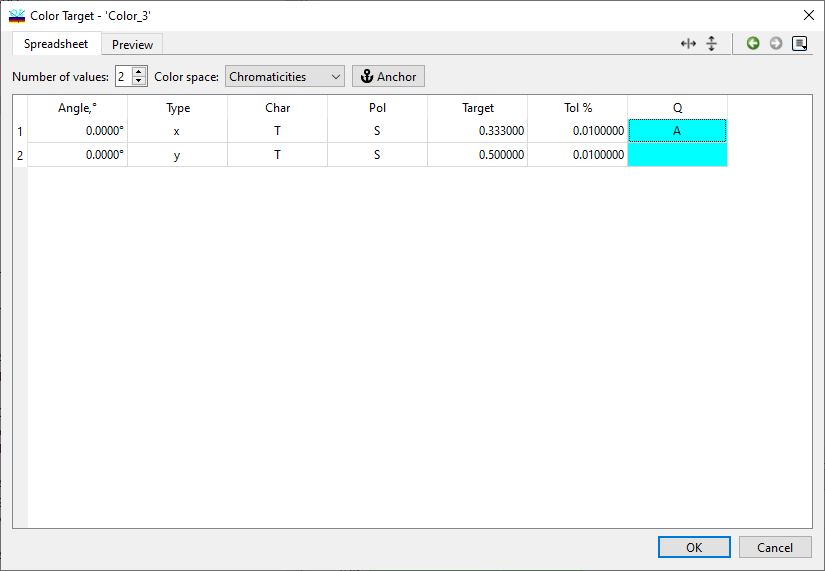 Color Target - 'Color_3'
Spreadsheet Preview
Number of values: 2 Color space: Chromaticities Anchor
Angle,° Type Char Pol Target Tol % Q
1 0.0000° x T S 0.333000 0.0100000 A
2 0.0000° y T S 0.500000 0.0100000
OK Cancel